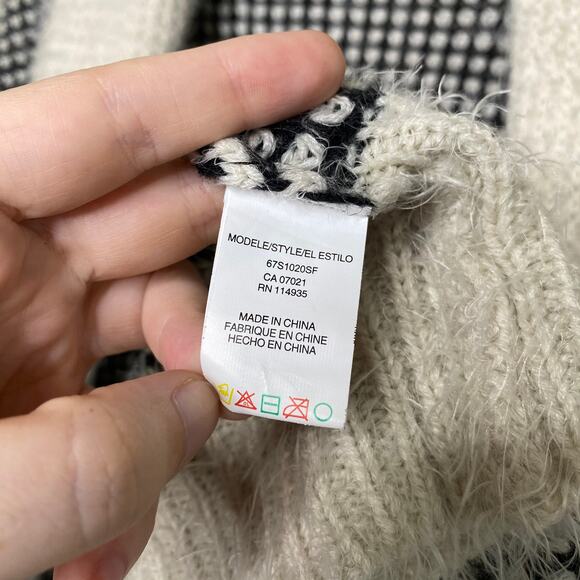 MODELE/STYLE/EL ESTILO
67S1020SF
CA 07021
RN 114935
MADE IN CHINA
FABRIQUE EN CHINE
HECHO EN CHINA